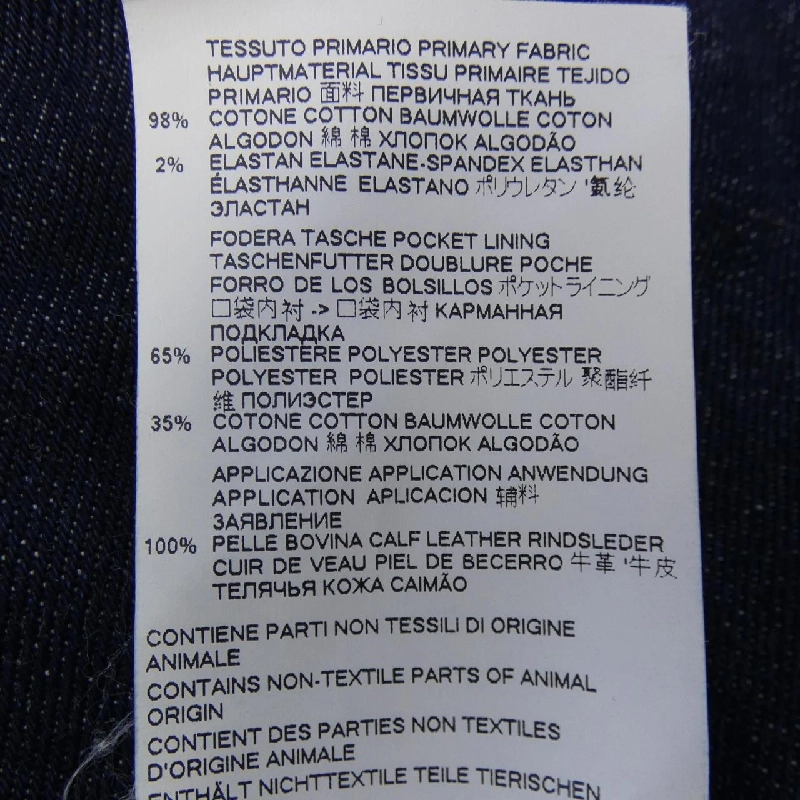 TESSUTO PRIMARIO PRIMARY FABRIC
HAUPTMATERIAL TISSU PRIMAIRE TEJIDO
PRIMARIO 面料 ПЕРВИЧНАЯ ТКАНЬ
98% COTONE COTTON BAUMWOLLE COTON
ALGODON 綿 棉 ХЛОПОК ALGODÃO
2% ELASTAN ELASTANE-SPANDEX ELASTHAN
ÉLASTHANNE ELASTANO ポリウレタン '氨纶
ЭЛАСТАН
FODERA TASCHE POCKET LINING
TASCHENFUTTER DOUBLURE POCHE
FORRO DE LOS BOLSILLOS ポケットライニング
口袋内衬 -> 口袋内衬 КАРМАННАЯ
ПОДКЛАДКА
65% POLIESTERE POLYESTER POLYESTER
POLYESTER POLIESTER ポリエステル 聚酯纤
维 ПОЛИЭСТЕР
35% COTONE COTTON BAUMWOLLE COTON
ALGODON 綿 棉 ХЛОПОК ALGODÃO
APPLICAZIONE APPLICATION ANWENDUNG
APPLICATION APLICACION 辅料
ЗАЯВЛЕНИЕ
100% PELLE BOVINA CALF LEATHER RINDSLEDER
CUIR DE VEAU PIEL DE BECERRO 牛革 '牛皮
ТЕЛЯЧЬЯ КОЖА CAIMÃO
CONTIENE PARTI NON TESSILI DI ORIGINE
ANIMALE
CONTAINS NON-TEXTILE PARTS OF ANIMAL
ORIGIN
CONTIENT DES PARTIES NON TEXTILES
D'ORIGINE ANIMALE
ENTHÄLT NICHTTEXTILE TEILE TIERISCHEN